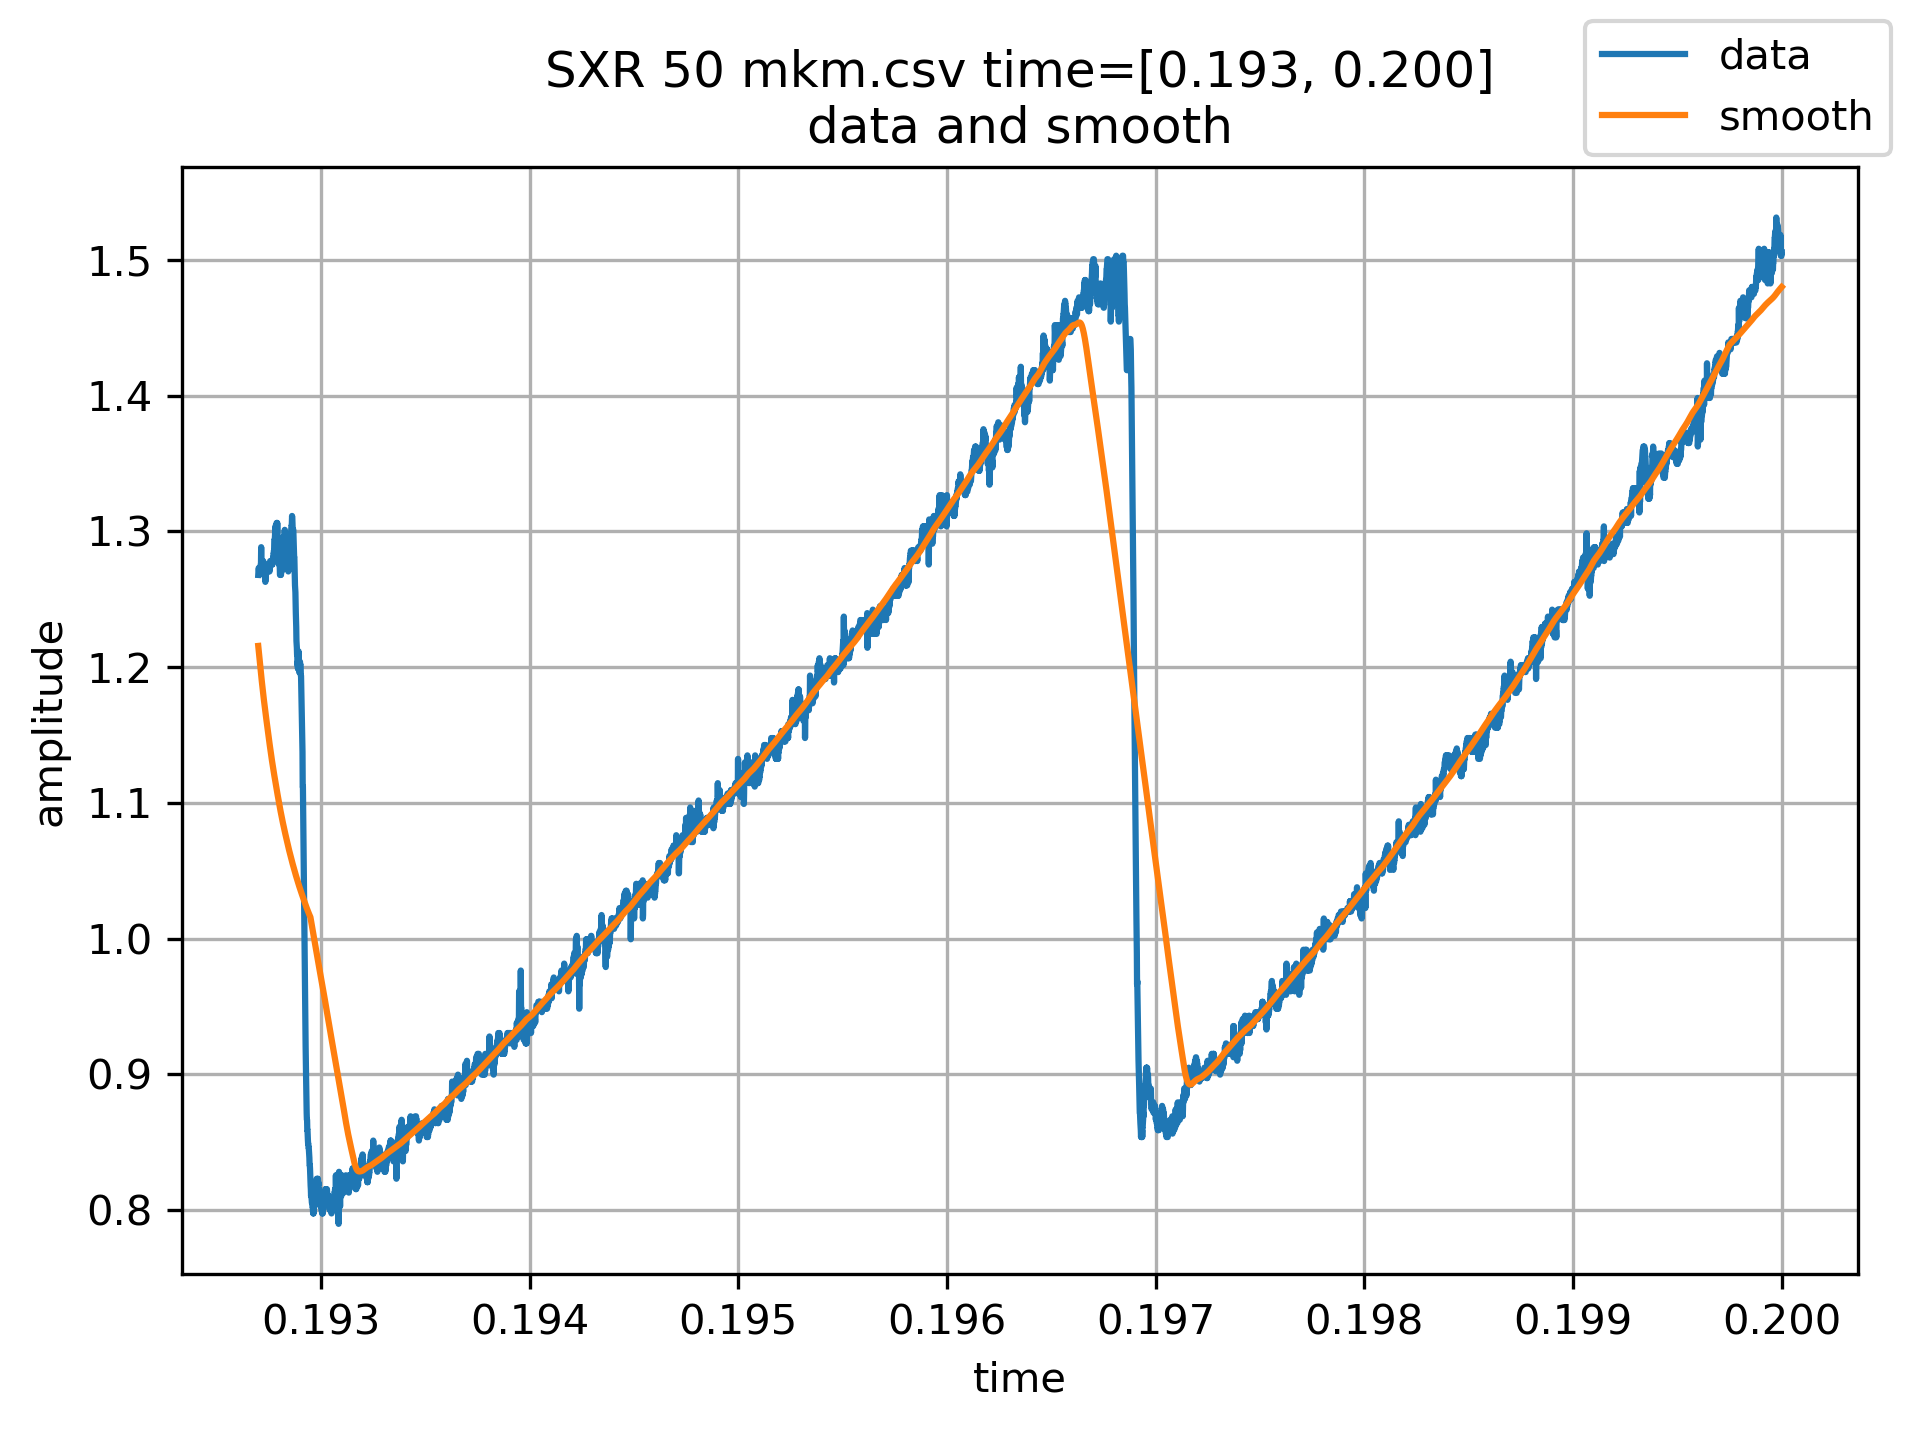 SXR 50 mkm.csv time=[0.193, 0.200]
data and smooth
data
smooth
amplitude
1.5
1.4
1.3
1.2
1.1
1.0
0.9
0.8
0.193 0.194 0.195 0.196 0.197 0.198 0.199 0.200
time